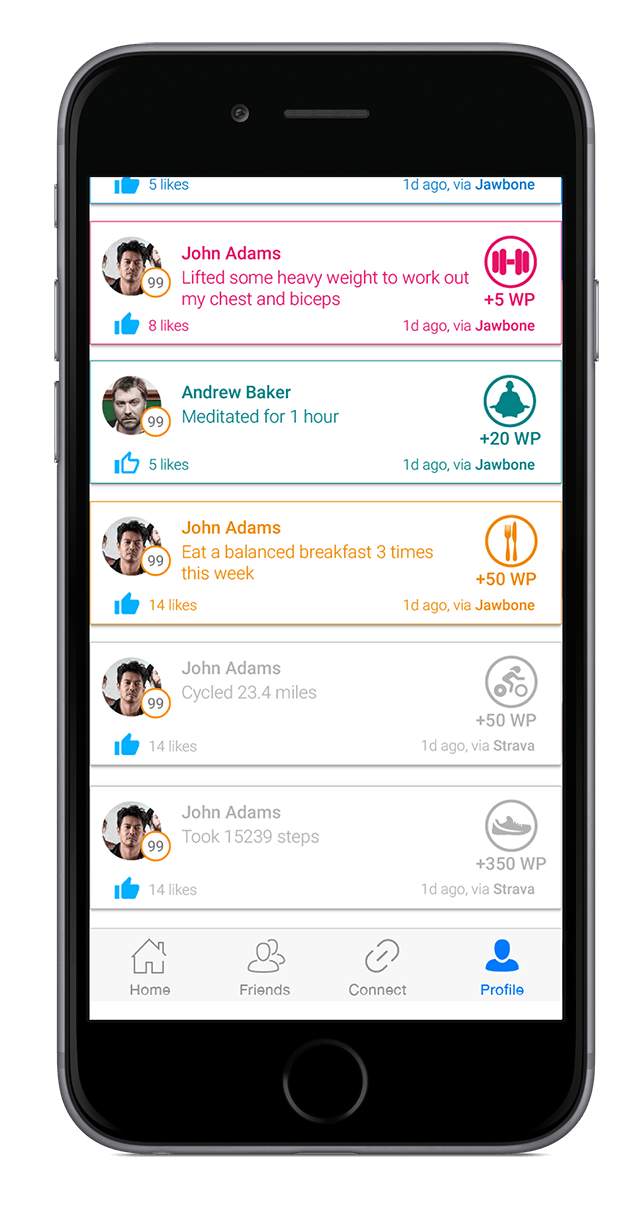 5 likes 1d ago, via Jawbone
John Adams
99
Lifted some heavy weight to work out
my chest and biceps
+5 WP
8 likes 1d ago, via Jawbone
Andrew Baker
99
Meditated for 1 hour
+20 WP
5 likes 1d ago, via Jawbone
John Adams
99
Eat a balanced breakfast 3 times
this week
+50 WP
14 likes 1d ago, via Jawbone
John Adams
99
Cycled 23.4 miles
+50 WP
14 likes 1d ago, via Strava
John Adams
99
Took 15239 steps
+350 WP
14 likes 1d ago, via Strava
Home Friends Connect Profile